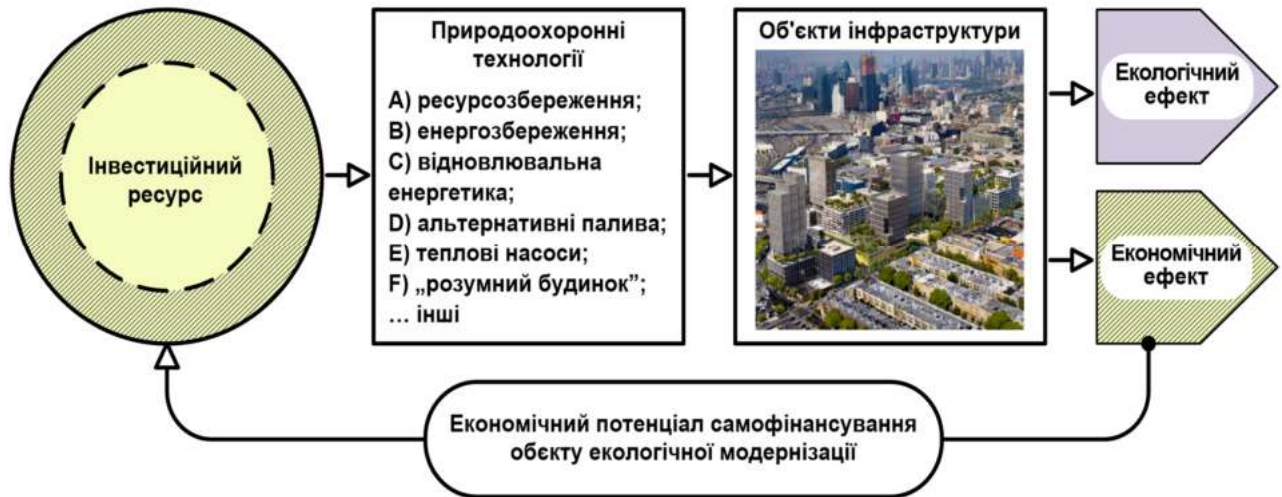 Інвестиційний
ресурс
Природоохоронні
технології
A) ресурсозбереження;
B) енергозбереження;
C) відновлювальна
енергетика;
D) альтернативні палива;
E) теплові насоси;
F) „розумний будинок”;
... інші
Об'єкти інфраструктури
Екологічний
ефект
Економічний
ефект
Економічний потенціал самофінансування
обєкту екологічної модернізації